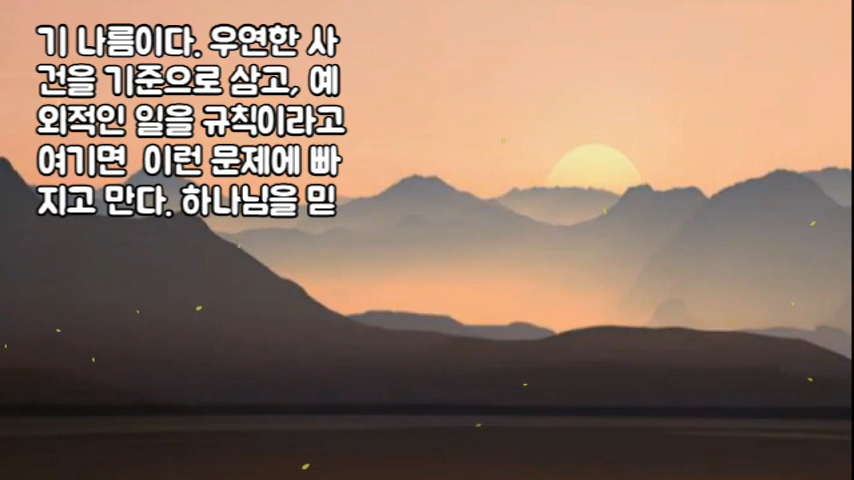 기 나름이다. 우연한 사
건을 기준으로 삼고, 예
외적인 일을 규칙이라고
여기면  이런 문제에 빠
지고 만다. 하나님을 믿